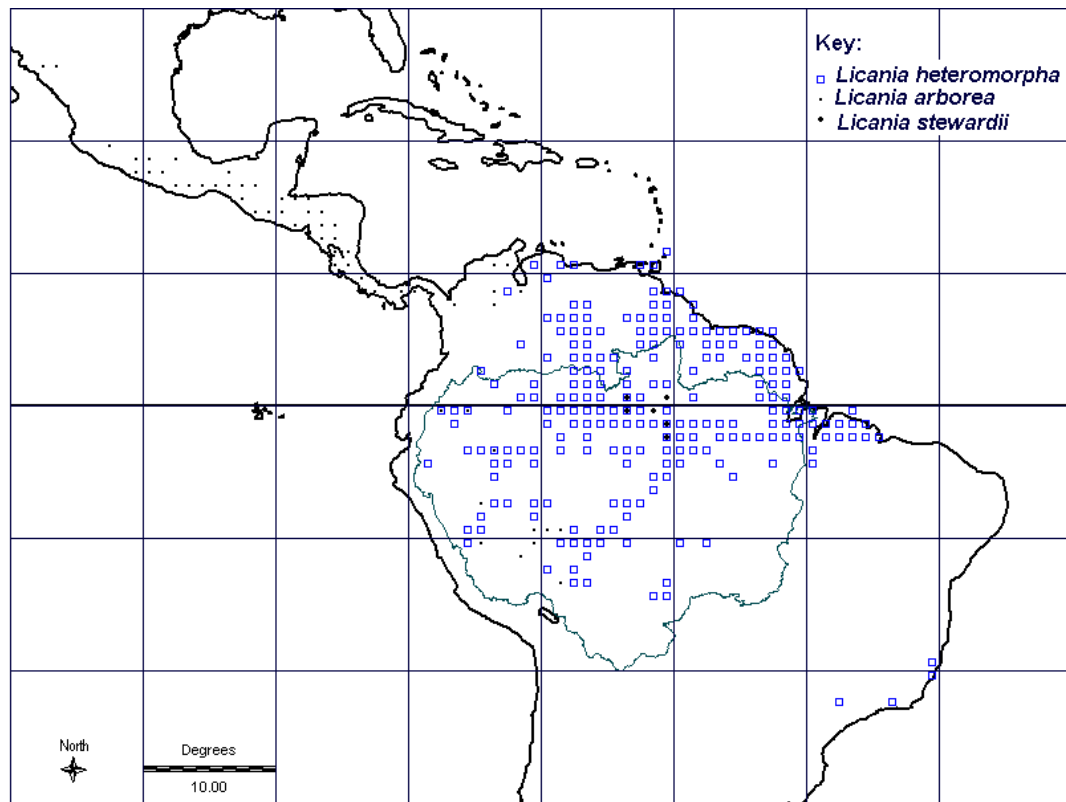 Key:
Licania heteromorpha
Licania arborea
Licania stewardii
North
Degrees
10.00